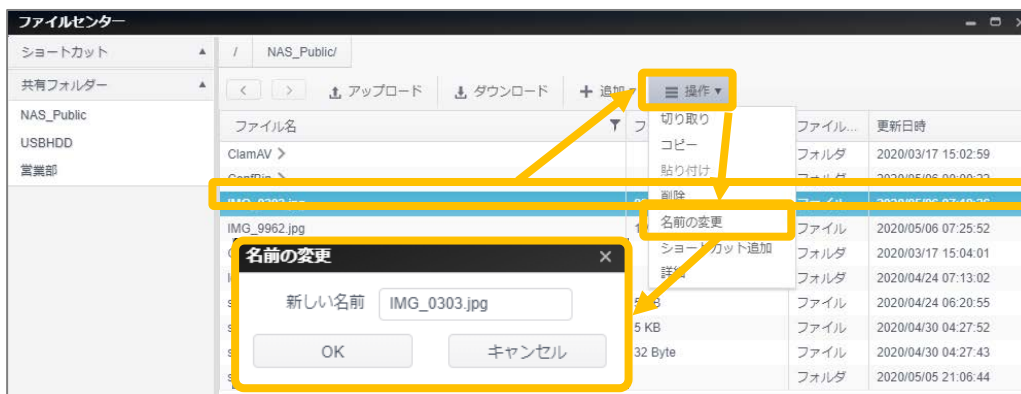 ファイルセンター
ショートカット
共有フォルダー
NAS_Public
USBHDD
営業部
/ NAS_Public/
アップロード ダウンロード 追加 操作
ファイル名 ファイル... 更新日時
切り取り
コピー
貼り付け
削除
名前の変更
ショートカット追加
詳細
ClamAV フォルダ 2020/03/17 15:02:59
IMG_9962.jpg ファイル 2020/05/06 07:25:52
フォルダ 2020/03/17 15:04:01
フォルダ 2020/04/24 07:13:02
ファイル 2020/04/24 06:20:55
5 KB ファイル 2020/04/30 04:27:52
32 Byte ファイル 2020/04/30 04:27:43
フォルダ 2020/05/05 21:06:44
名前の変更
新しい名前 IMG_0303.jpg
OK キャンセル